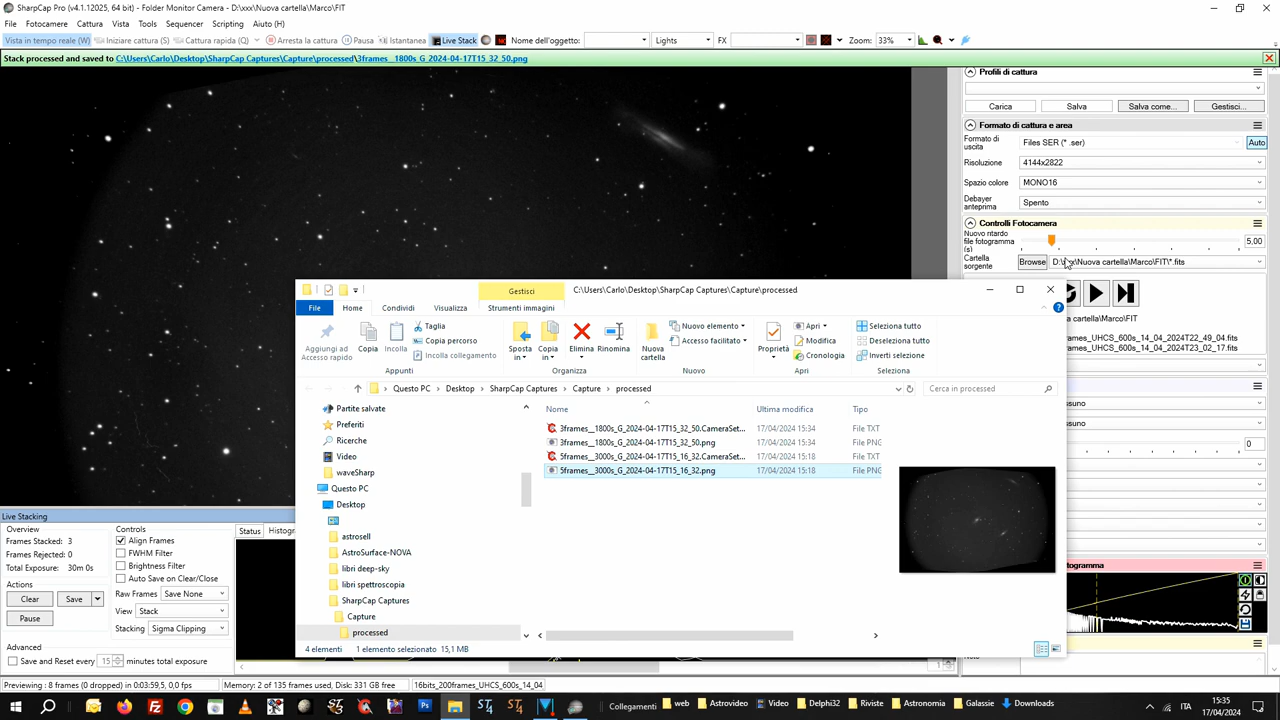 SharpCap Pro (v4.1.12025, 64 bit) - Folder Monitor Camera - D:\xxx\Nuova cartella\Marco\FIT
File Fotocamere Cattura Vista Tools Sequencer Scripting Aiuto (H)
Vista in tempo reale (W) Iniziare cattura (S) Cattura rapida (Q) Arresta la cattura Pausa Istantanea Live Stack Nome dell'oggetto: Lights FX Zoom: 33%
Stack processed and saved to C:\Users\Carlo\Desktop\SharpCap Captures\Capture\processed\3frames__1800s_G_2024-04-17T15_32_50.png
Profili di cattura
Carica Salva Salva come... Gestisci...
Formato di cattura e area
Formato di uscita Files SER (*.ser) Auto
Risoluzione 4144x2822
Spazio colore MONO16
Debayer anteprima Spento
Controlli Fotocamera
Nuovo ritardo file fotogramma (s) 5,00
Cartella sorgente Browse D:\xxx\Nuova cartella\Marco\FIT\*.fits
Gestisci C:\Users\Carlo\Desktop\SharpCap Captures\Capture\processed
File Home Condividi Visualizza Strumenti immagini
cartella\Marco\FIT
frames_UHCS_600s_14_04_2024T22_49_04.fits
frames_UHCS_600s_14_04_2024T23_02_17.fits
Aggiungi ad Accesso rapido Copia Incolla Taglia Copia percorso Incolla collegamento
Sposta in Copia in Elimina Rinomina Nuova cartella Nuovo elemento Accesso facilitato
Proprietà Apri Modifica Cronologia Seleziona tutto Deseleziona tutto Inverti selezione
Appunti Organizza Nuovo Apri Seleziona
Questo PC Desktop SharpCap Captures Capture processed Cerca in processed
Nome Ultima modifica Tipo
3frames__1800s_G_2024-04-17T15_32_50.CameraSet... 17/04/2024 15:34 File TXT
3frames__1800s_G_2024-04-17T15_32_50.png 17/04/2024 15:34 File PNG
5frames__3000s_G_2024-04-17T15_16_32.CameraSet... 17/04/2024 15:18 File TXT
5frames__3000s_G_2024-04-17T15_16_32.png 17/04/2024 15:18 File PNG
Partite salvate
Preferiti
Ricerche
Video
waveSharp
Questo PC
Desktop
astrosell
AstroSurface-NOVA
libri deep-sky
libri spettroscopia
SharpCap Captures
Capture
processed
4 elementi 1 elemento selezionato 15,1 MB
0
Live Stacking
Overview
Frames Stacked: 3
Frames Rejected: 0
Total Exposure: 30m 0s
Actions
Clear Save
Pause
Controls
Align Frames
FWHM Filter
Brightness Filter
Auto Save on Clear/Close
Raw Frames Save None
View Stack
Stacking Sigma Clipping
Status
Advanced
Save and Reset every 15 minutes total exposure
Previewing : 8 frames (0 dropped) in 0:03:59.5, 0,0 fps Memory: 2 of 135 frames used, Disk: 331 GB free 16bits_200frames_UHCS_600s_14_04
Collegamenti web Astrovideo Video Delphi32 Riviste Astronomia Galassie Downloads ITA
15:35
17/04/2024